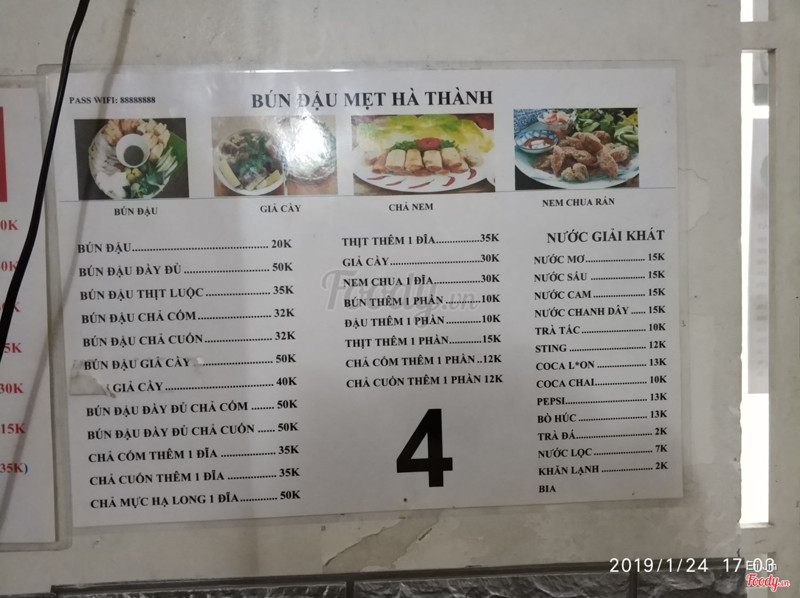 PASS WIFI: 88888888
BÚN ĐẬU MẸT HÀ THÀNH
BÚN ĐẬU
GIẢ CẦY
CHẢ NEM
NEM CHUA RÁN
BÚN ĐẬU........ 20K
BÚN ĐẬU ĐẦY ĐỦ........ 50K
BÚN ĐẬU THỊT LUỘC........ 35K
BÚN ĐẬU CHẢ CỐM........ 32K
BÚN ĐẬU CHẢ CUỐN........ 32K
BÚN ĐẬU GIẢ CẦY........ 50K
GIẢ CẦY........ 40K
BÚN ĐẬU ĐẦY ĐỦ CHẢ CỐM........ 50K
BÚN ĐẬU ĐẦY ĐỦ CHẢ CUỐN..... 50K
CHẢ CỐM THÊM 1 ĐĨA........ 35K
CHẢ CUỐN THÊM 1 ĐĨA........ 35K
CHẢ MỰC HẠ LONG 1 ĐĨA........ 50K
THỊT THÊM 1 ĐĨA........35K
GIẢ CẦY........30K
NEM CHUA 1 ĐĨA........30K
BÚN THÊM 1 PHẦN........10K
ĐẬU THÊM 1 PHẦN........10K
THỊT THÊM 1 PHẦN........15K
CHẢ CỐM THÊM 1 PHẦN..12K
CHẢ CUỐN THÊM 1 PHẦN 12K
4
NƯỚC GIẢI KHÁT
NƯỚC MƠ........ 15K
NƯỚC SẤU........ 15K
NƯỚC CAM........ 15K
NƯỚC CHANH DÂY..... 15K
TRÀ TẮC........ 10K
STING........ 12K
COCA L*ON........ 13K
COCA CHAI........10K
PEPSI........13K
BÒ HÚC........ 13K
TRÀ ĐÁ........2K
NƯỚC LỌC........ 7K
KHĂN LẠNH........ 2K
BIA
0K
0K
5K
30K
15K
35K)
Foody.vn
2019/1/24 17:03
Foody.vn